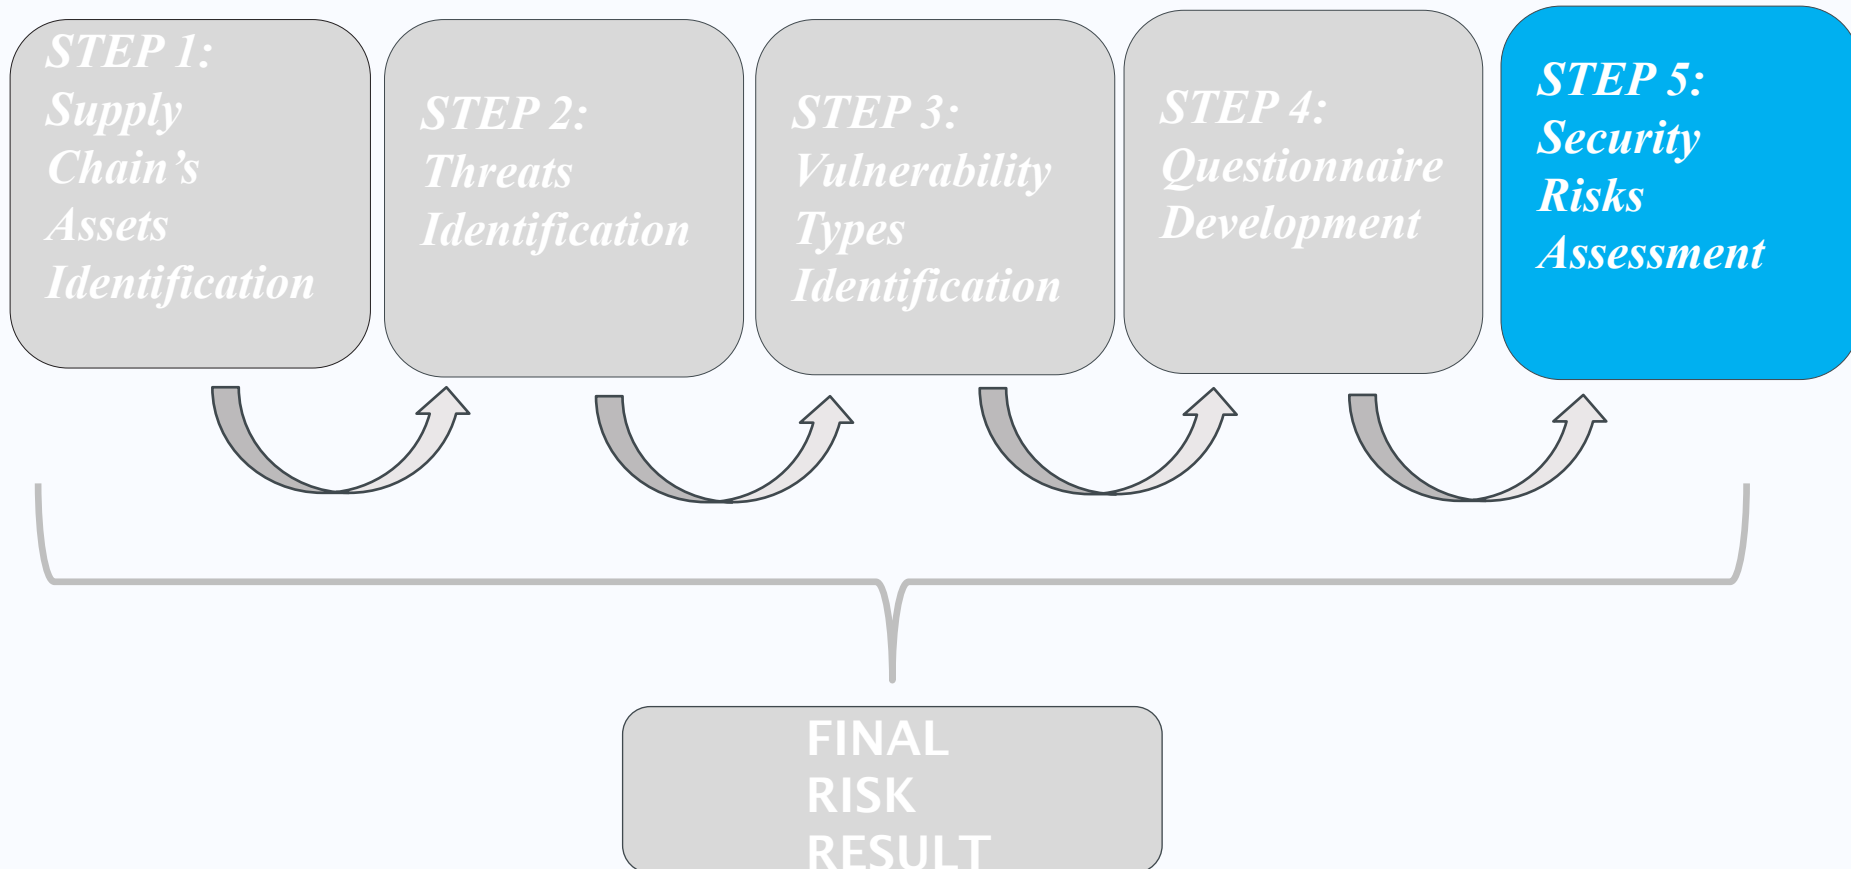 STEP 1:
Supply
Chain’s
Assets
Identification
STEP 2:
Threats
Identification
STEP 3:
Vulnerability
Types
Identification
STEP 4:
Questionnaire
Development
STEP 5:
Security
Risks
Assessment
FINAL
RISK
RESULT